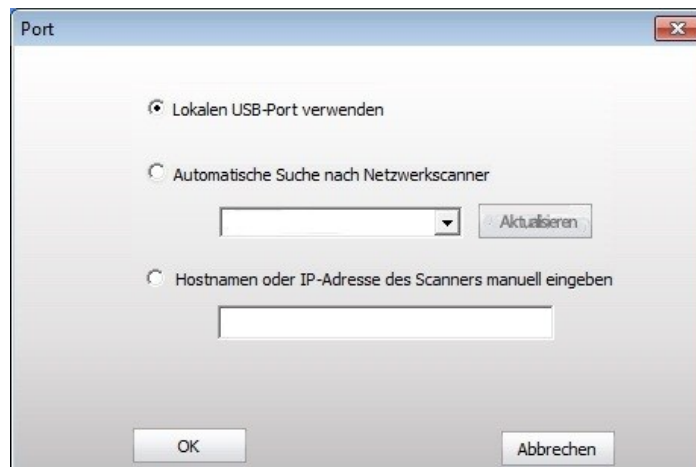 Port
Lokalen USB-Port verwenden
Automatische Suche nach Netzwerkscanner
Aktualisieren
Hostnamen oder IP-Adresse des Scanners manuell eingeben
OK
Abbrechen